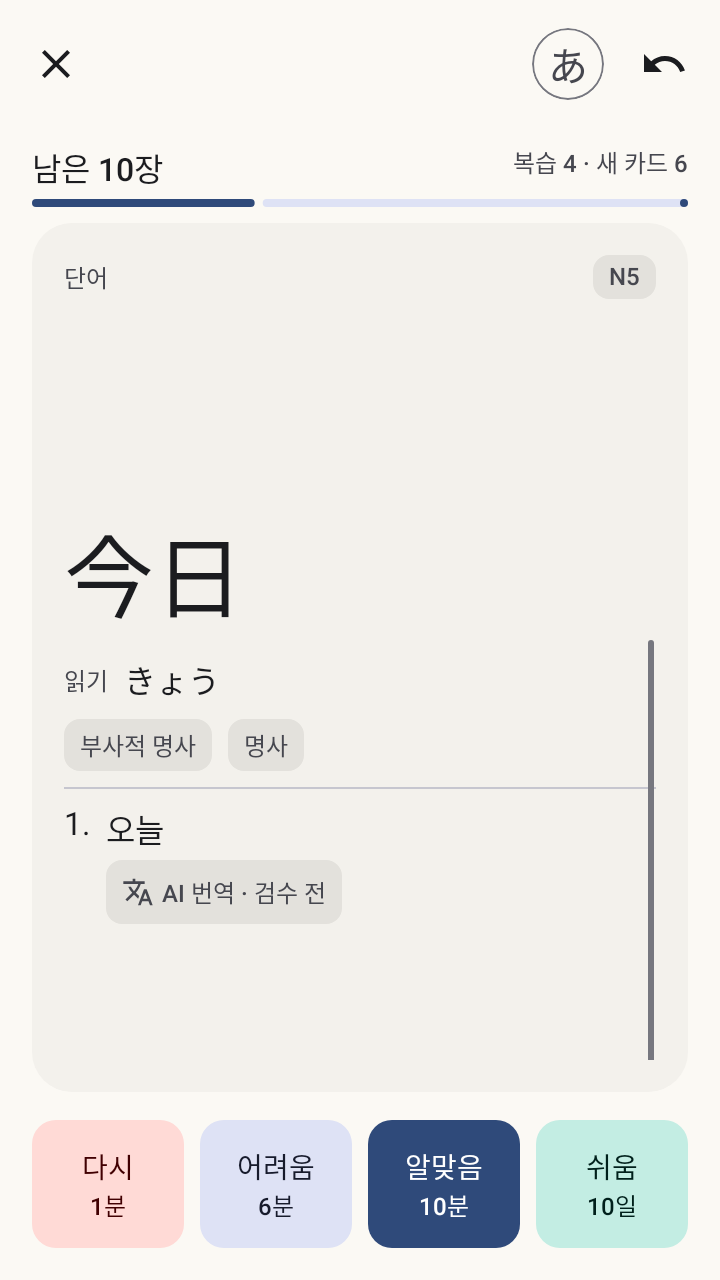 あ
남은 10장
복습 4 · 새 카드 6
단어
N5
今日
읽기 きょう
부사적 명사 명사
1. 오늘
AI 번역 · 검수 전
다시 어려움 알맞음 쉬움
1분 6분 10분 10일